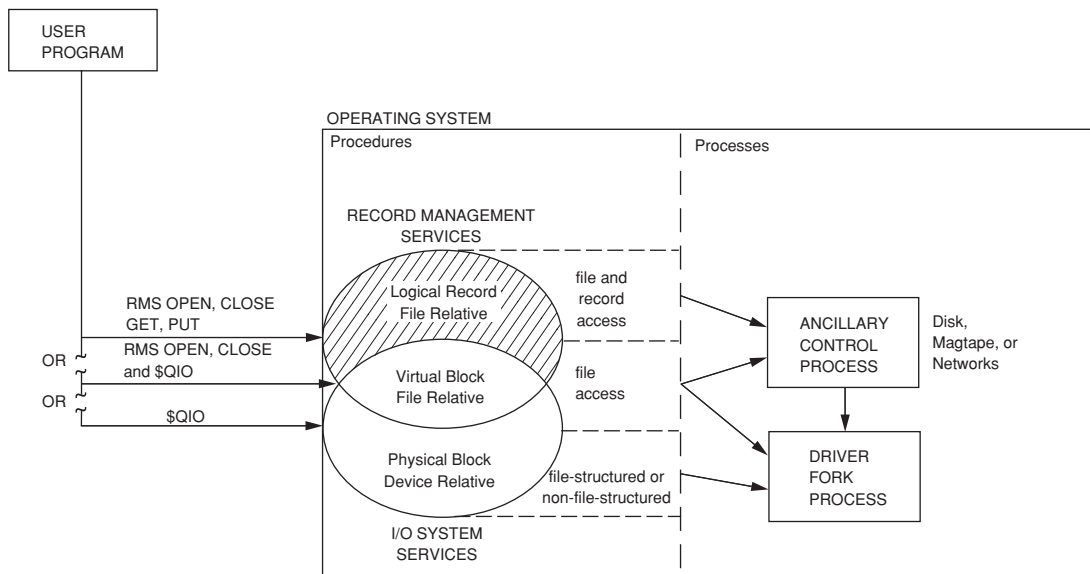 USER
PROGRAM
OPERATING SYSTEM
Procedures
Processes
RECORD MANAGEMENT
SERVICES
Logical Record
File Relative
file and
record
access
RMS OPEN, CLOSE
GET, PUT
OR
RMS OPEN, CLOSE
and $QIO
OR
$QIO
Virtual Block
File Relative
file
access
ANCILLARY
CONTROL
PROCESS
Disk,
Magtape, or
Networks
Physical Block
Device Relative
file-structured or
non-file-structured
DRIVER
FORK
PROCESS
I/O SYSTEM
SERVICES